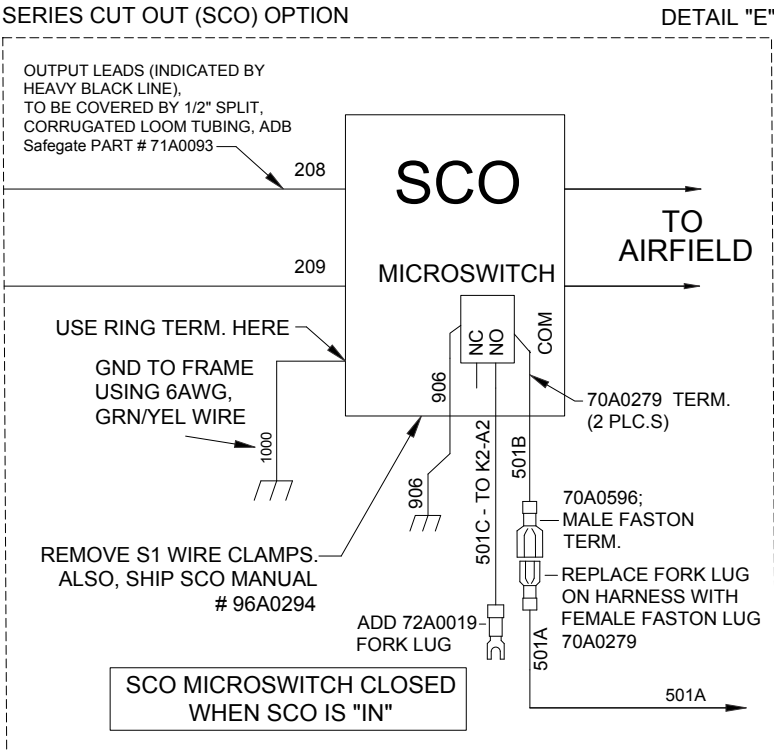 SERIES CUT OUT (SCO) OPTION
DETAIL "E"
OUTPUT LEADS (INDICATED BY
HEAVY BLACK LINE),
TO BE COVERED BY 1/2" SPLIT,
CORRUGATED LOOM TUBING, ADB
Safegate PART # 71A0093
208
SCO
TO
AIRFIELD
209
MICROSWITCH
USE RING TERM. HERE
NC
NO
COM
GND TO FRAME
USING 6AWG,
GRN/YEL WIRE
1000
906
906
501C - TO K2-A2
501B
70A0279 TERM.
(2 PLC.S)
70A0596;
MALE FASTON
TERM.
REMOVE S1 WIRE CLAMPS.
ALSO, SHIP SCO MANUAL
# 96A0294
REPLACE FORK LUG
ON HARNESS WITH
FEMALE FASTON LUG
70A0279
ADD 72A0019
FORK LUG
501A
501A
SCO MICROSWITCH CLOSED
WHEN SCO IS "IN"